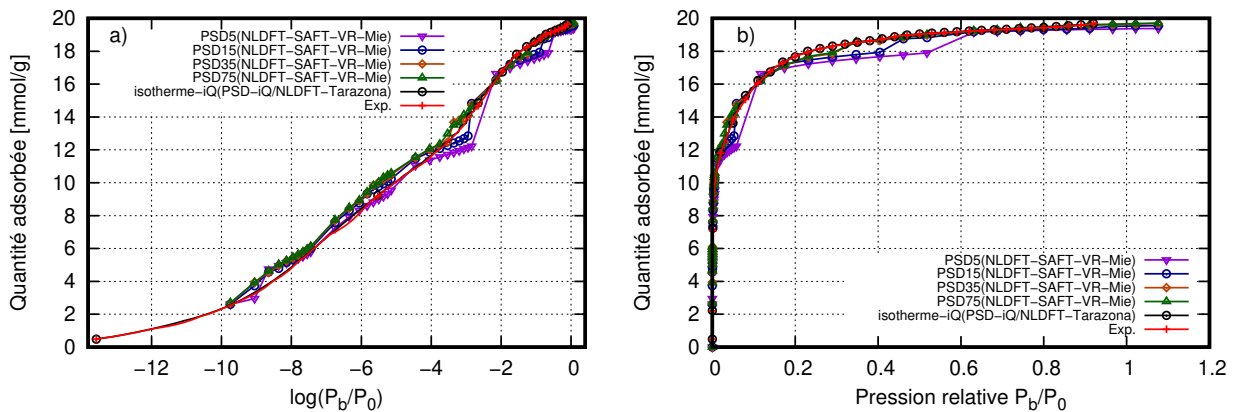 a)
PSD5(NLDFT−SAFT−VR−Mie)
PSD15(NLDFT−SAFT−VR−Mie)
PSD35(NLDFT−SAFT−VR−Mie)
PSD75(NLDFT−SAFT−VR−Mie)
isotherme−iQ(PSD−iQ/NLDFT−Tarazona)
Exp.
Quantité adsorbée [mmol/g]
20
18
16
14
12
10
8
6
4
2
0
−12 −10 −8 −6 −4 −2 0
log(P_b/P_0)
b)
Quantité adsorbée [mmol/g]
20
18
16
14
12
10
8
6
4
2
0
PSD5(NLDFT−SAFT−VR−Mie)
PSD15(NLDFT−SAFT−VR−Mie)
PSD35(NLDFT−SAFT−VR−Mie)
PSD75(NLDFT−SAFT−VR−Mie)
isotherme−iQ(PSD−iQ/NLDFT−Tarazona)
Exp.
0 0.2 0.4 0.6 0.8 1 1.2
Pression relative P_b/P_0